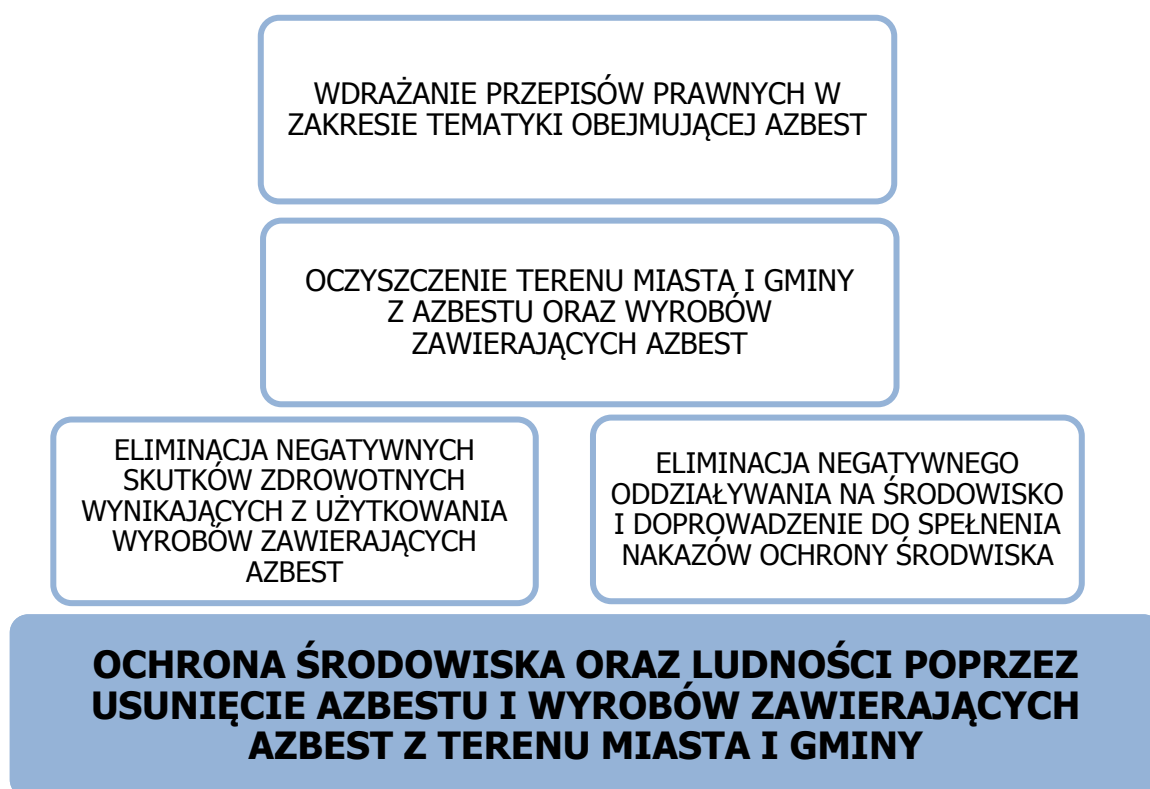 WDRAŻANIE PRZEPISÓW PRAWNYCH W
ZAKRESIE TEMATYKI OBEJMUJĄCEJ AZBEST
OCZYSZCZENIE TERENU MIASTA I GMINY
Z AZBESTU ORAZ WYROBÓW
ZAWIERAJĄCYCH AZBEST
ELIMINACJA NEGATYWNYCH
SKUTKÓW ZDROWOTNYCH
WYNIKAJĄCYCH Z UŻYTKOWANIA
WYROBÓW ZAWIERAJĄCYCH
AZBEST
ELIMINACJA NEGATYWNEGO
ODDZIAŁYWANIA NA ŚRODOWISKO
I DOPROWADZENIE DO SPEŁNENIA
NAKAZÓW OCHRONY ŚRODWISKA
OCHRONA ŚRODOWISKA ORAZ LUDNOŚCI POPRZEZ
USUNIĘCIE AZBESTU I WYROBÓW ZAWIERAJĄCYCH
AZBEST Z TERENU MIASTA I GMINY